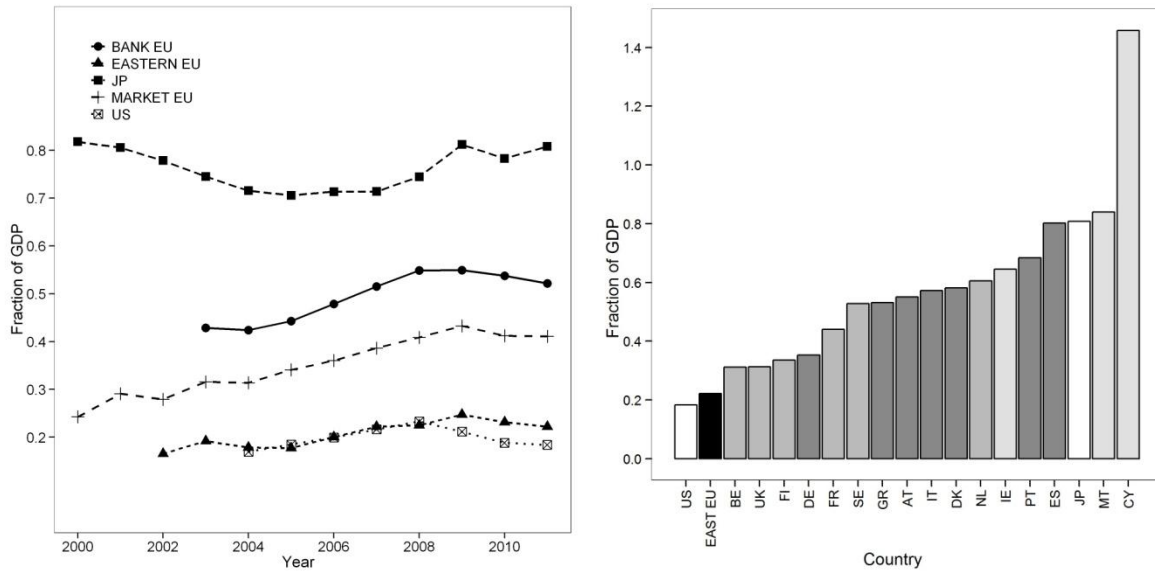 BANK EU
EASTERN EU
JP
MARKET EU
US
Fraction of GDP
0.8
0.7
0.6
0.5
0.4
0.3
0.2
2000 2002 2004 2006 2008 2010
Year
Fraction of GDP
1.4
1.2
1.0
0.8
0.6
0.4
0.2
0.0
US EAST EU BE UK FI DE FR SE GR AT IT DK NL IE PT ES JP MT CY
Country